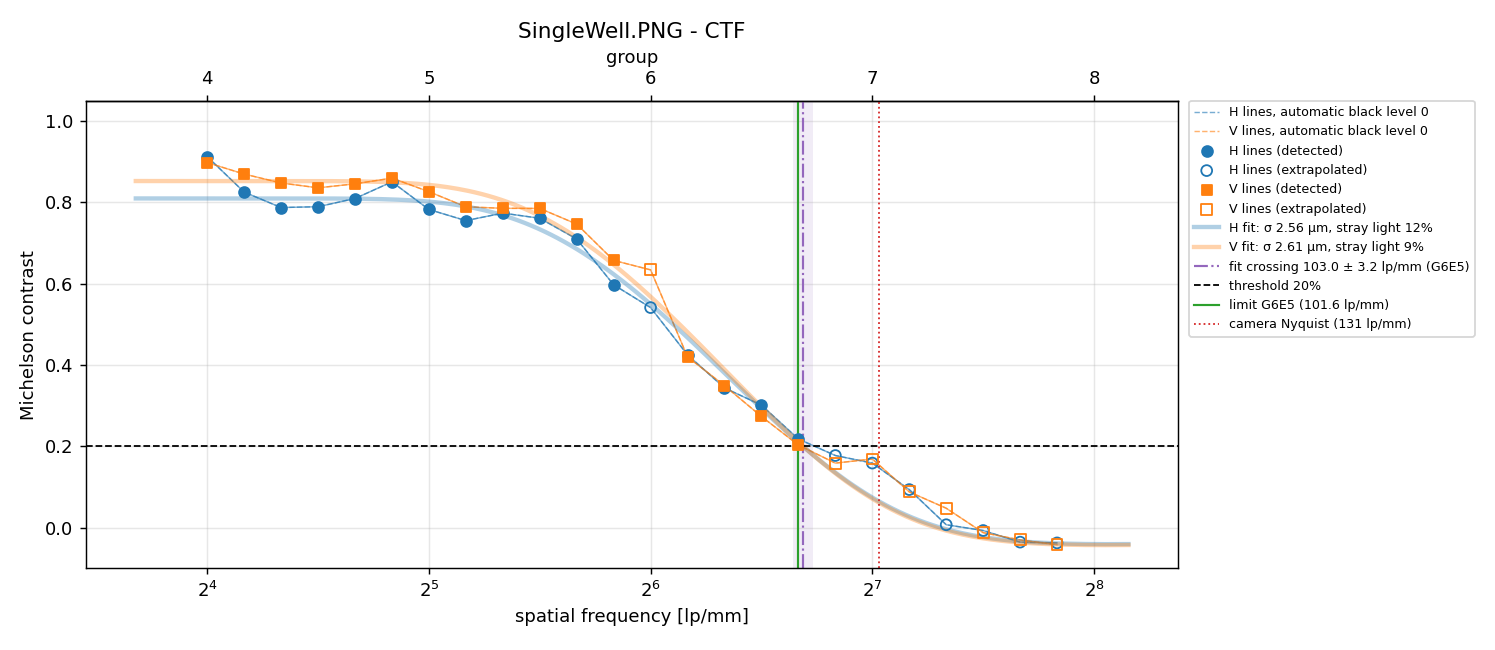 SingleWell.PNG - CTF
group
4 5 6 7 8
1.0
0.8
0.6
0.4
0.2
0.0
Michelson contrast
2⁴ 2⁵ 2⁶ 2⁷ 2⁸
spatial frequency [lp/mm]
H lines, automatic black level 0
V lines, automatic black level 0
H lines (detected)
H lines (extrapolated)
V lines (detected)
V lines (extrapolated)
H fit: σ 2.56 μm, stray light 12%
V fit: σ 2.61 μm, stray light 9%
fit crossing 103.0 ± 3.2 lp/mm (G6E5)
threshold 20%
limit G6E5 (101.6 lp/mm)
camera Nyquist (131 lp/mm)